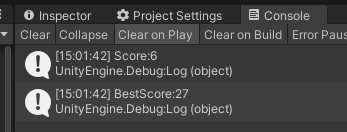 Inspector
Project Settings
Console
Clear
Collapse
Clear on Play
Clear on Build
Error Paus
[15:01:42] Score:6
UnityEngine.Debug:Log (object)
[15:01:42] BestScore:27
UnityEngine.Debug:Log (object)